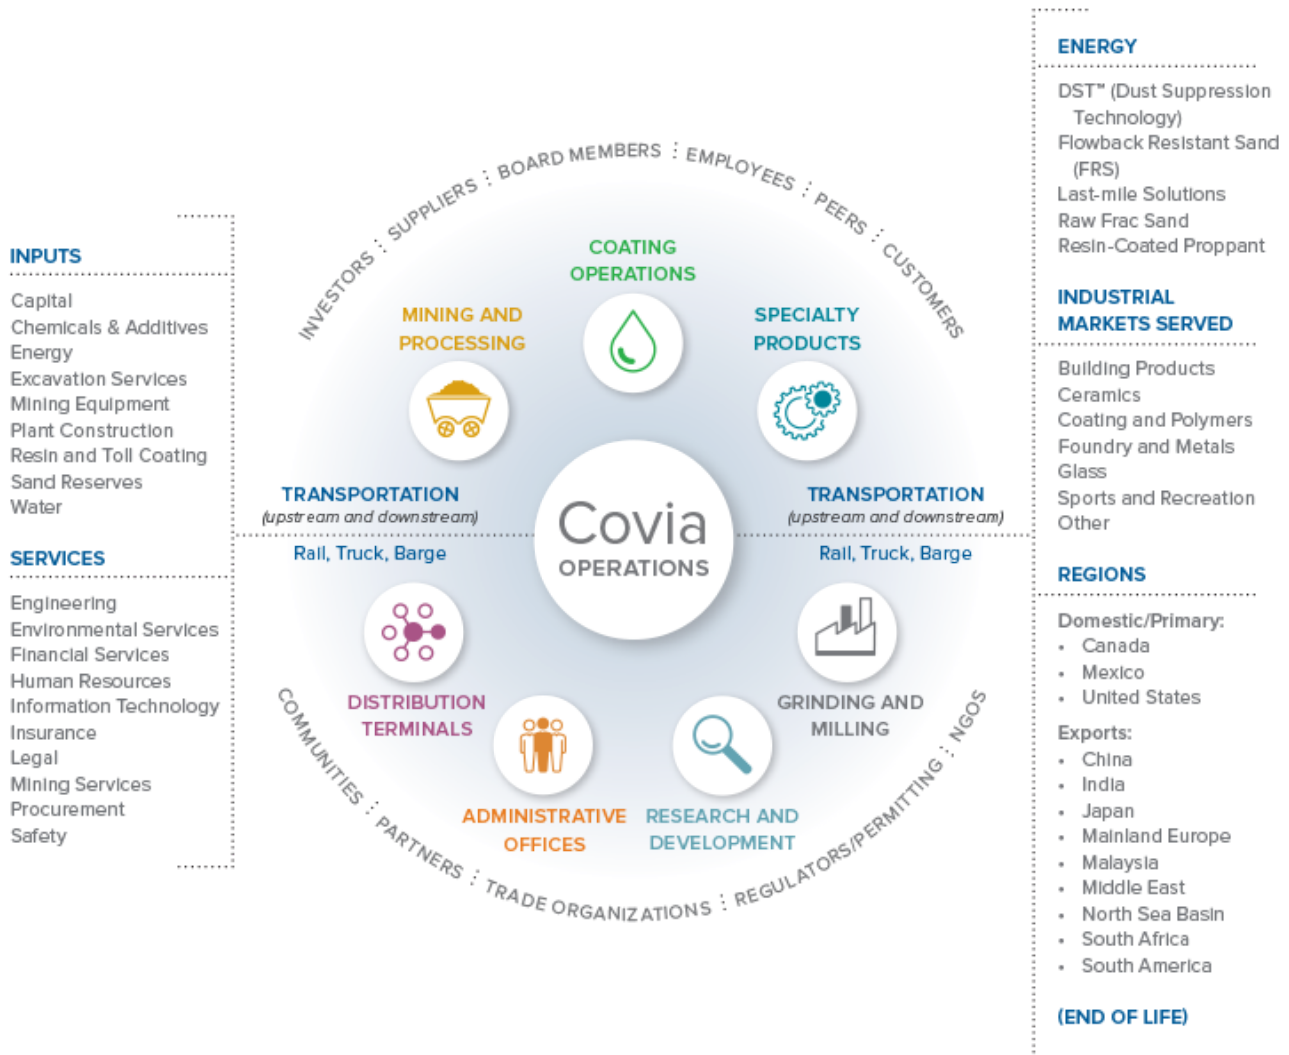 INPUTS
Capital
Chemicals & Additives
Energy
Excavation Services
Mining Equipment
Plant Construction
Resin and Toll Coating
Sand Reserves
Water
SERVICES
Engineering
Environmental Services
Financial Services
Human Resources
Information Technology
Insurance
Legal
Mining Services
Procurement
Safety
INVESTORS ⋮ SUPPLIERS ⋮ BOARD MEMBERS ⋮ EMPLOYEES ⋮ PEERS ⋮ CUSTOMERS
COATING
OPERATIONS
MINING AND
PROCESSING
SPECIALTY
PRODUCTS
TRANSPORTATION
(upstream and downstream)
Rail, Truck, Barge
Covia
OPERATIONS
TRANSPORTATION
(upstream and downstream)
Rail, Truck, Barge
DISTRIBUTION
TERMINALS
GRINDING AND
MILLING
ADMINISTRATIVE
OFFICES
RESEARCH AND
DEVELOPMENT
COMMUNITIES ⋮ PARTNERS ⋮ TRADE ORGANIZATIONS ⋮ REGULATORS/PERMITTING ⋮ NGOS
ENERGY
DST™ (Dust Suppression
Technology)
Flowback Resistant Sand
(FRS)
Last-mile Solutions
Raw Frac Sand
Resin-Coated Proppant
INDUSTRIAL
MARKETS SERVED
Building Products
Ceramics
Coating and Polymers
Foundry and Metals
Glass
Sports and Recreation
Other
REGIONS
Domestic/Primary:
• Canada
• Mexico
• United States
Exports:
• China
• India
• Japan
• Mainland Europe
• Malaysia
• Middle East
• North Sea Basin
• South Africa
• South America
(END OF LIFE)